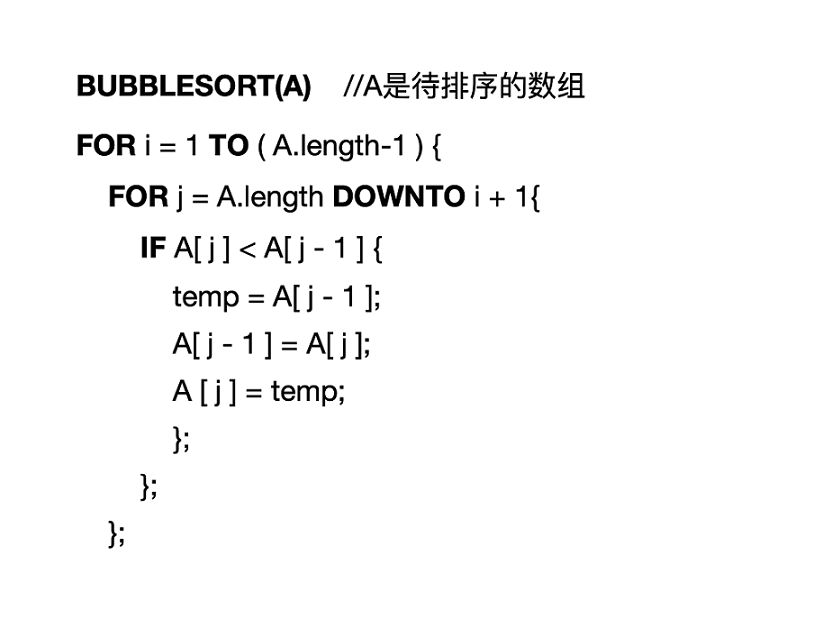 BUBBLESORT(A) //A是待排序的数组
FOR i = 1 TO ( A.length-1 ) {
FOR j = A.length DOWNTO i + 1{
IF A[ j ] < A[ j - 1 ] {
temp = A[ j - 1 ];
A[ j - 1 ] = A[ j ];
A [ j ] = temp;
};
};
};